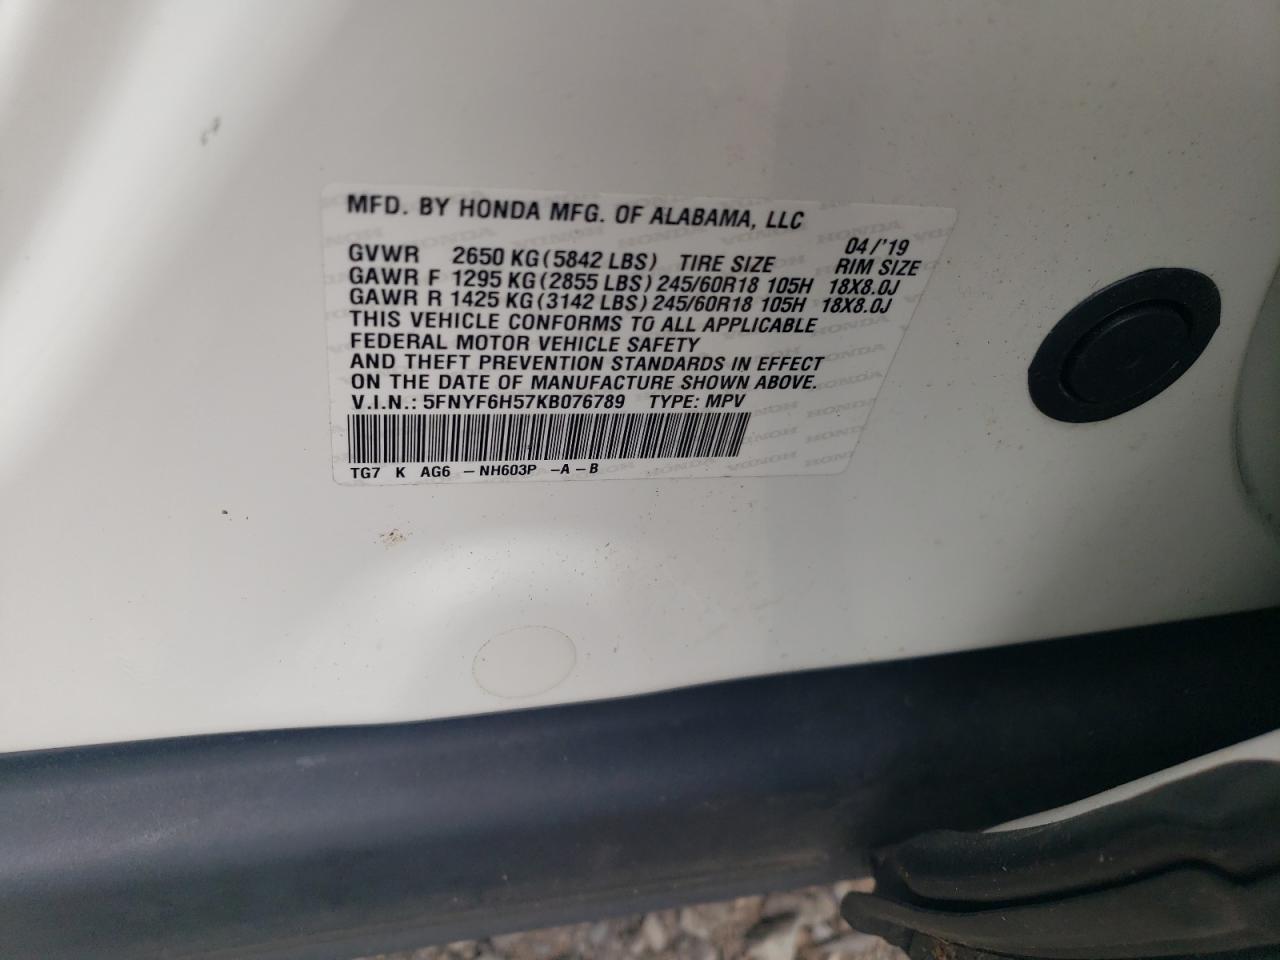 MFD. BY HONDA MFG. OF ALABAMA, LLC
04/'19
GVWR 2650 KG (5842 LBS) TIRE SIZE RIM SIZE
GAWR F 1295 KG (2855 LBS) 245/60R18 105H 18X8.0J
GAWR R 1425 KG (3142 LBS) 245/60R18 105H 18X8.0J
THIS VEHICLE CONFORMS TO ALL APPLICABLE
FEDERAL MOTOR VEHICLE SAFETY
AND THEFT PREVENTION STANDARDS IN EFFECT
ON THE DATE OF MANUFACTURE SHOWN ABOVE.
V.I.N.: 5FNYF6H57KB076789 TYPE: MPV
TG7 K AG6 – NH603P –A – B